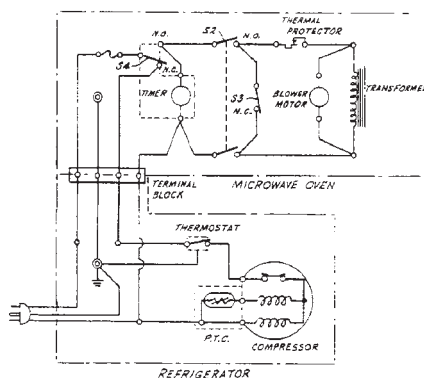 N.O.
S2
N.O.
THERMAL
PROTECTOR
S4
N.C.
TIMER
S3
N.C.
BLOWER
MOTOR
TRANSFORMER
TERMINAL
BLOCK
MICROWAVE OVEN
THERMOSTAT
P.T.C.
COMPRESSOR
REFRIGERATOR